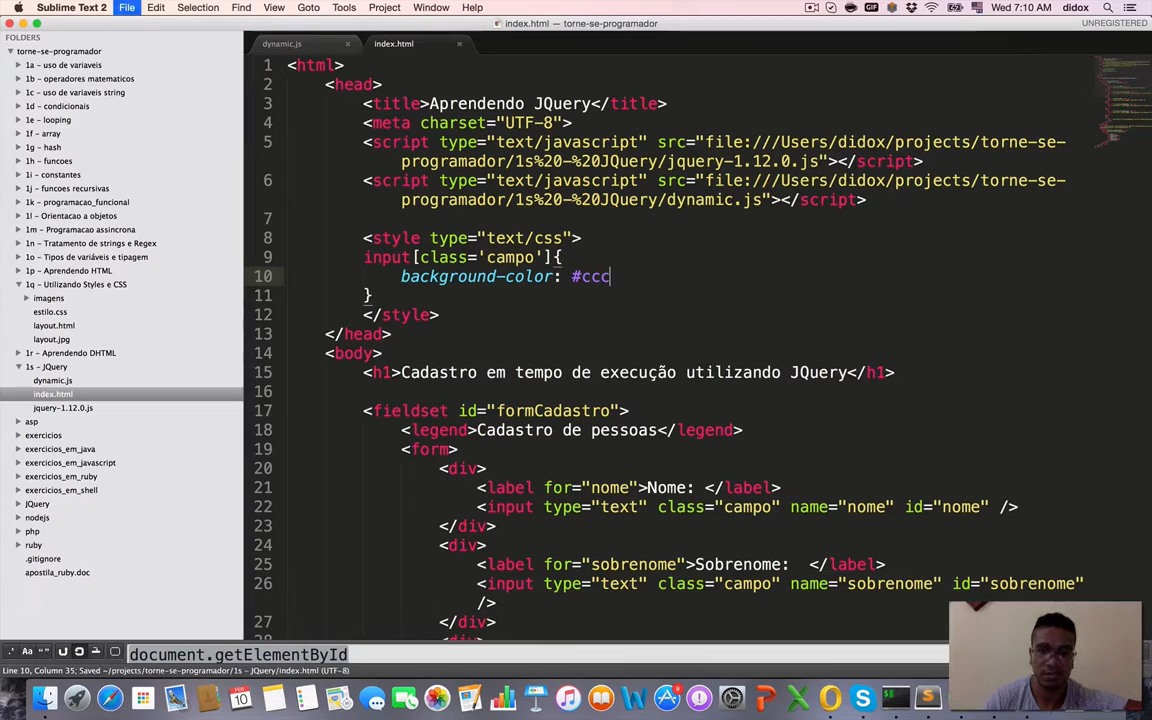 Sublime Text 2 File Edit Selection Find View Goto Tools Project Window Help Wed 7:10 AM didox
index.html — torne-se-programador UNREGISTERED
FOLDERS
torne-se-programador
1a - uso de variaveis
1b - operadores matematicos
1c - uso de variaveis string
1d - condicionais
1e - looping
1f - array
1g - hash
1h - funcoes
1i - constantes
1j - funcoes recursivas
1k - programacao_funcional
1l - Orientacao a objetos
1m - Programacao assincrona
1n - Tratamento de strings e Regex
1o - Tipos de variáveis e tipagem
1p - Aprendendo HTML
1q - Utilizando Styles e CSS
imagens
estilo.css
layout.html
layout.jpg
1r - Aprendendo DHTML
1s - JQuery
dynamic.js
index.html
jquery-1.12.0.js
asp
exercicios
exercicios_em_java
exercicios_em_javascript
exercicios_em_ruby
exercicios_em_shell
JQuery
nodejs
php
ruby
.gitignore
apostila_ruby.doc
dynamic.js × index.html ×
1 <html>
2 <head>
3 <title>Aprendendo JQuery</title>
4 <meta charset="UTF-8">
5 <script type="text/javascript" src="file:///Users/didox/projects/torne-se-
programador/1s%20-%20JQuery/jquery-1.12.0.js"></script>
6 <script type="text/javascript" src="file:///Users/didox/projects/torne-se-
programador/1s%20-%20JQuery/dynamic.js"></script>
7
8 <style type="text/css">
9 input[class='campo']{
10 background-color: #ccc
11 }
12 </style>
13 </head>
14 <body>
15 <h1>Cadastro em tempo de execução utilizando JQuery</h1>
16
17 <fieldset id="formCadastro">
18 <legend>Cadastro de pessoas</legend>
19 <form>
20 <div>
21 <label for="nome">Nome: </label>
22 <input type="text" class="campo" name="nome" id="nome" />
23 </div>
24 <div>
25 <label for="sobrenome">Sobrenome:  </label>
26 <input type="text" class="campo" name="sobrenome" id="sobrenome"
/>
27 </div>
.* Aa “” document.getElementById
Line 10, Column 35; Saved ~/projects/torne-se-programador/1s - JQuery/index.html (UTF-8)